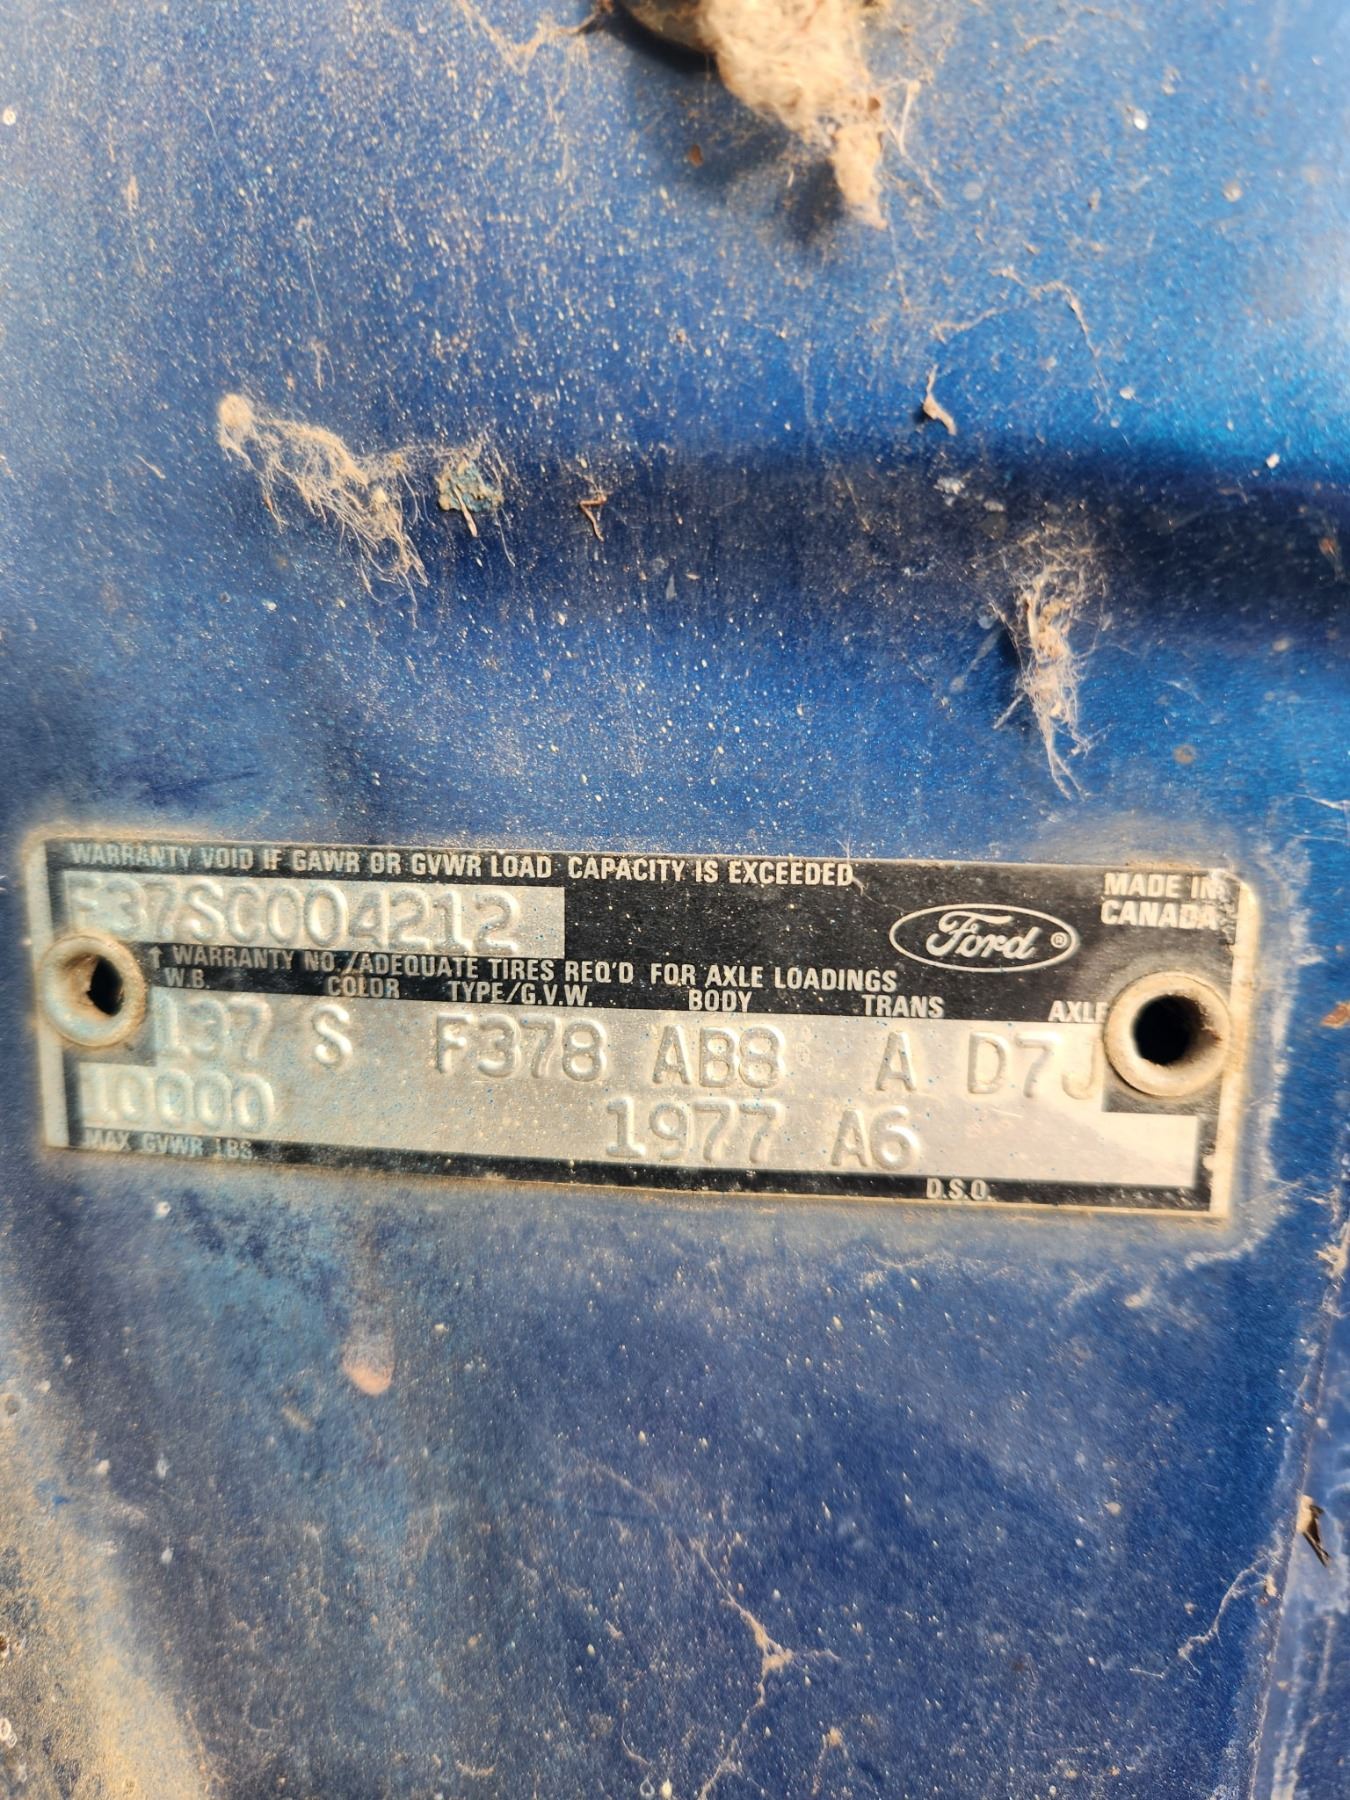 WARRANTY VOID IF GAWR OR GVWR LOAD CAPACITY IS EXCEEDED
MADE IN
CANADA
F37SC004212
Ford ®
↑ WARRANTY NO./ADEQUATE TIRES REQ'D FOR AXLE LOADINGS
W.B. COLOR TYPE/G.V.W. BODY TRANS AXLE
137 S F378 AB8 A D7J
10000 1977 A6
MAX GVWR LBS. D.S.O.